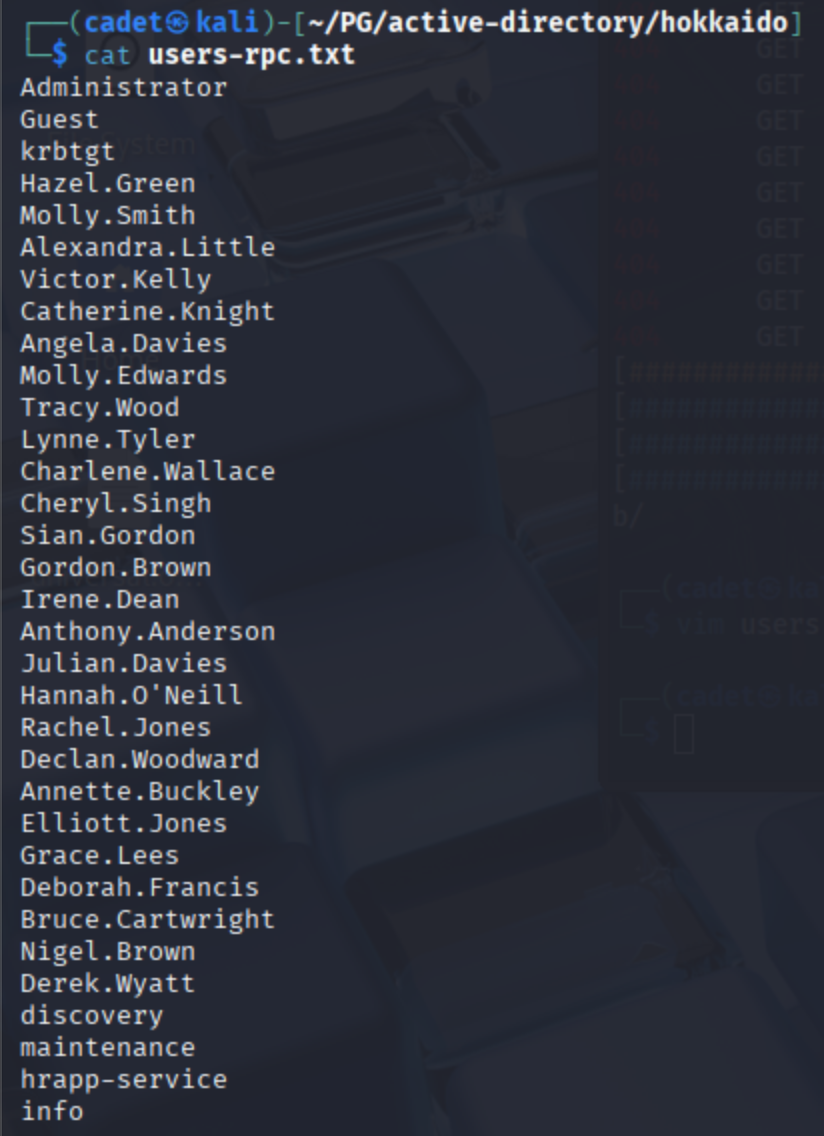 ┌──(cadet㉿kali)-[~/PG/active-directory/hokkaido]
└─$ cat users-rpc.txt
Administrator
Guest
krbtgt
Hazel.Green
Molly.Smith
Alexandra.Little
Victor.Kelly
Catherine.Knight
Angela.Davies
Molly.Edwards
Tracy.Wood
Lynne.Tyler
Charlene.Wallace
Cheryl.Singh
Sian.Gordon
Gordon.Brown
Irene.Dean
Anthony.Anderson
Julian.Davies
Hannah.O'Neill
Rachel.Jones
Declan.Woodward
Annette.Buckley
Elliott.Jones
Grace.Lees
Deborah.Francis
Bruce.Cartwright
Nigel.Brown
Derek.Wyatt
discovery
maintenance
hrapp-service
info
GET
GET
GET
GET
GET
GET
GET
GET
GET
GET
[############
[############
[############
[############
b/
┌──(cadet㉿ka
└─$ vim users
┌──(cadet㉿ka
└─$